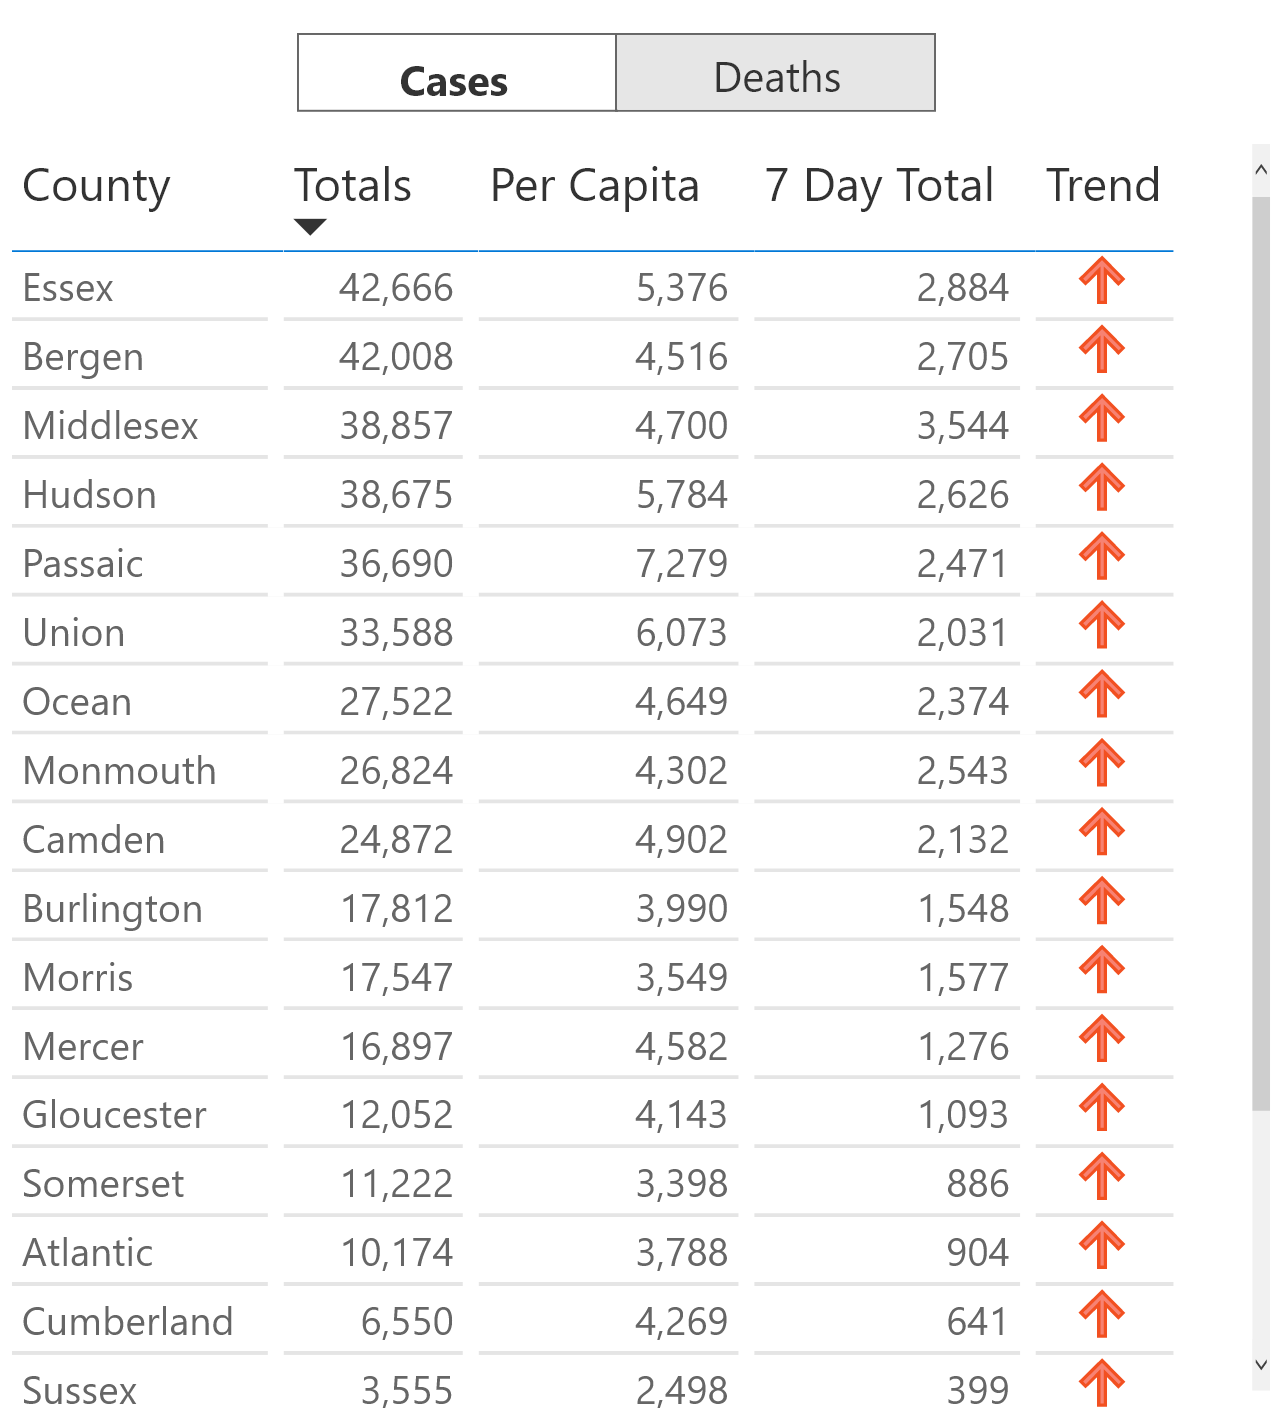 Cases Deaths
County Totals Per Capita 7 Day Total Trend
Essex 42,666 5,376 2,884
Bergen 42,008 4,516 2,705
Middlesex 38,857 4,700 3,544
Hudson 38,675 5,784 2,626
Passaic 36,690 7,279 2,471
Union 33,588 6,073 2,031
Ocean 27,522 4,649 2,374
Monmouth 26,824 4,302 2,543
Camden 24,872 4,902 2,132
Burlington 17,812 3,990 1,548
Morris 17,547 3,549 1,577
Mercer 16,897 4,582 1,276
Gloucester 12,052 4,143 1,093
Somerset 11,222 3,398 886
Atlantic 10,174 3,788 904
Cumberland 6,550 4,269 641
Sussex 3,555 2,498 399